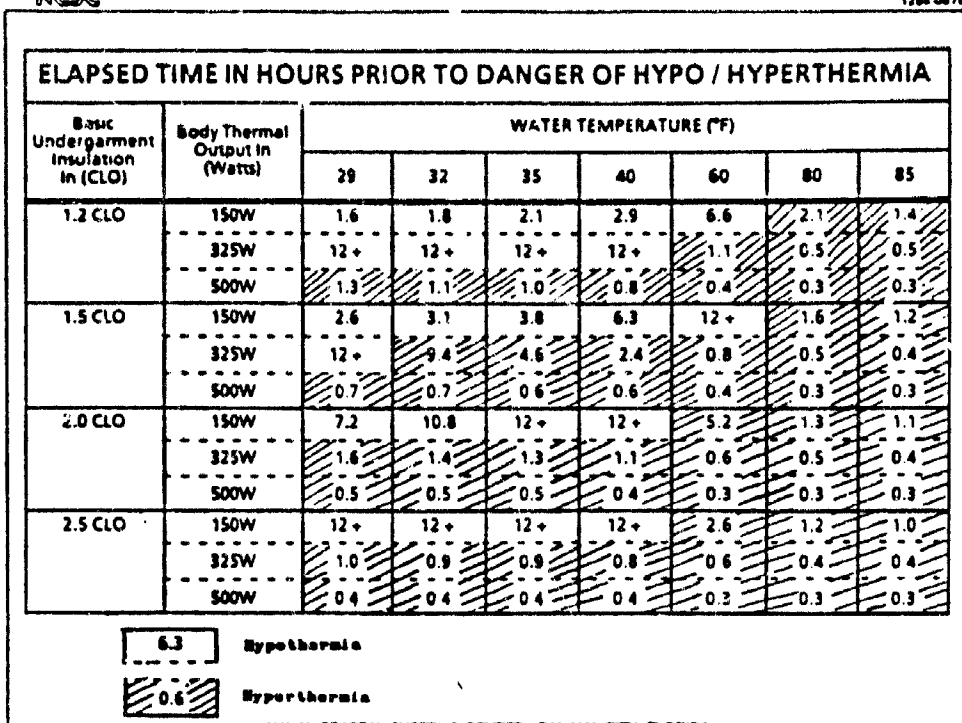 ELAPSED TIME IN HOURS PRIOR TO DANGER OF HYPO / HYPERTHERMIA
Basic Undergarment Insulation In (CLO) Body Thermal Output In (Watts) WATER TEMPERATURE (°F)
29 32 35 40 60 80 85
1.2 CLO 150W 1.6 1.8 2.1 2.9 6.6 2.1 1.4
325W 12 + 12 + 12 + 12 + 1.1 0.5 0.5
500W 1.3 1.1 1.0 0.8 0.4 0.3 0.3
1.5 CLO 150W 2.6 3.1 3.8 6.3 12 + 1.6 1.2
325W 12 + 9.4 4.6 2.4 0.8 0.5 0.4
500W 0.7 0.7 0.6 0.6 0.4 0.3 0.3
2.0 CLO 150W 7.2 10.8 12 + 12 + 5.2 1.3 1.1
325W 1.6 1.4 1.3 1.1 0.6 0.5 0.4
500W 0.5 0.5 0.5 0.4 0.3 0.3 0.3
2.5 CLO 150W 12 + 12 + 12 + 12 + 2.6 1.2 1.0
325W 1.0 0.9 0.9 0.8 0.6 0.4 0.4
500W 0.4 0.4 0.4 0.4 0.3 0.3 0.3
6.3 Hypothermia
0.6 Hyperthermia